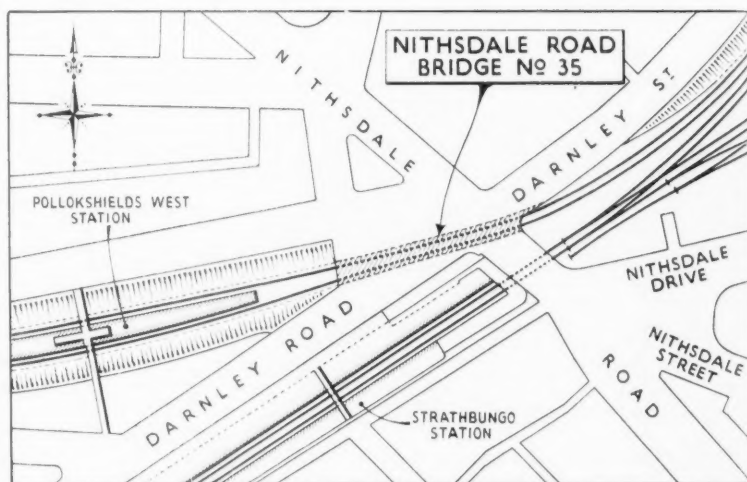 NITHSDALE ROAD
BRIDGE Nº 35
NITHSDALE
DARNLEY ST.
POLLOKSHIELDS WEST
STATION
NITHSDALE
DRIVE
DARNLEY ROAD
NITHSDALE
STREET
ROAD
STRATHBUNGO
STATION